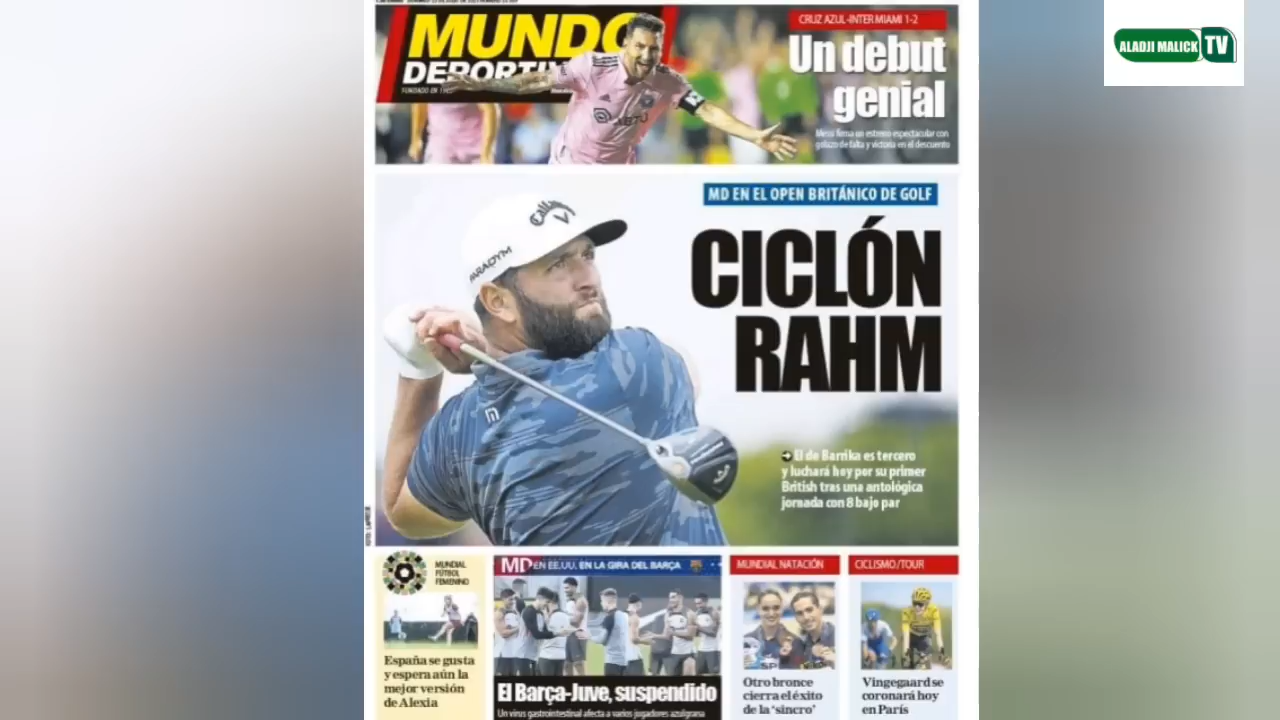 ALADJI MALICK TV
MUNDO
DEPORTIVO
CRUZ AZUL-INTER MIAMI 1-2
Un debut
genial
Messi firma un estreno espectacular con
golazo de falta y victoria en el descuento
MD EN EL OPEN BRITÁNICO DE GOLF
CICLÓN
RAHM
Callaway
PARADYM
El de Barrika es tercero
y luchará hoy por su primer
British tras una antológica
jornada con 8 bajo par
MUNDIAL
FÚTBOL
FEMENINO
España se gusta
y espera aún la
mejor versión
de Alexia
MD EN EE.UU. EN LA GIRA DEL BARÇA
El Barça-Juve, suspendido
Un virus gastrointestinal afecta a varios jugadores azulgrana
MUNDIAL NATACIÓN
Otro bronce
cierra el éxito
de la ‘sincro’
CICLISMO/TOUR
Vingegaard se
coronará hoy
en París